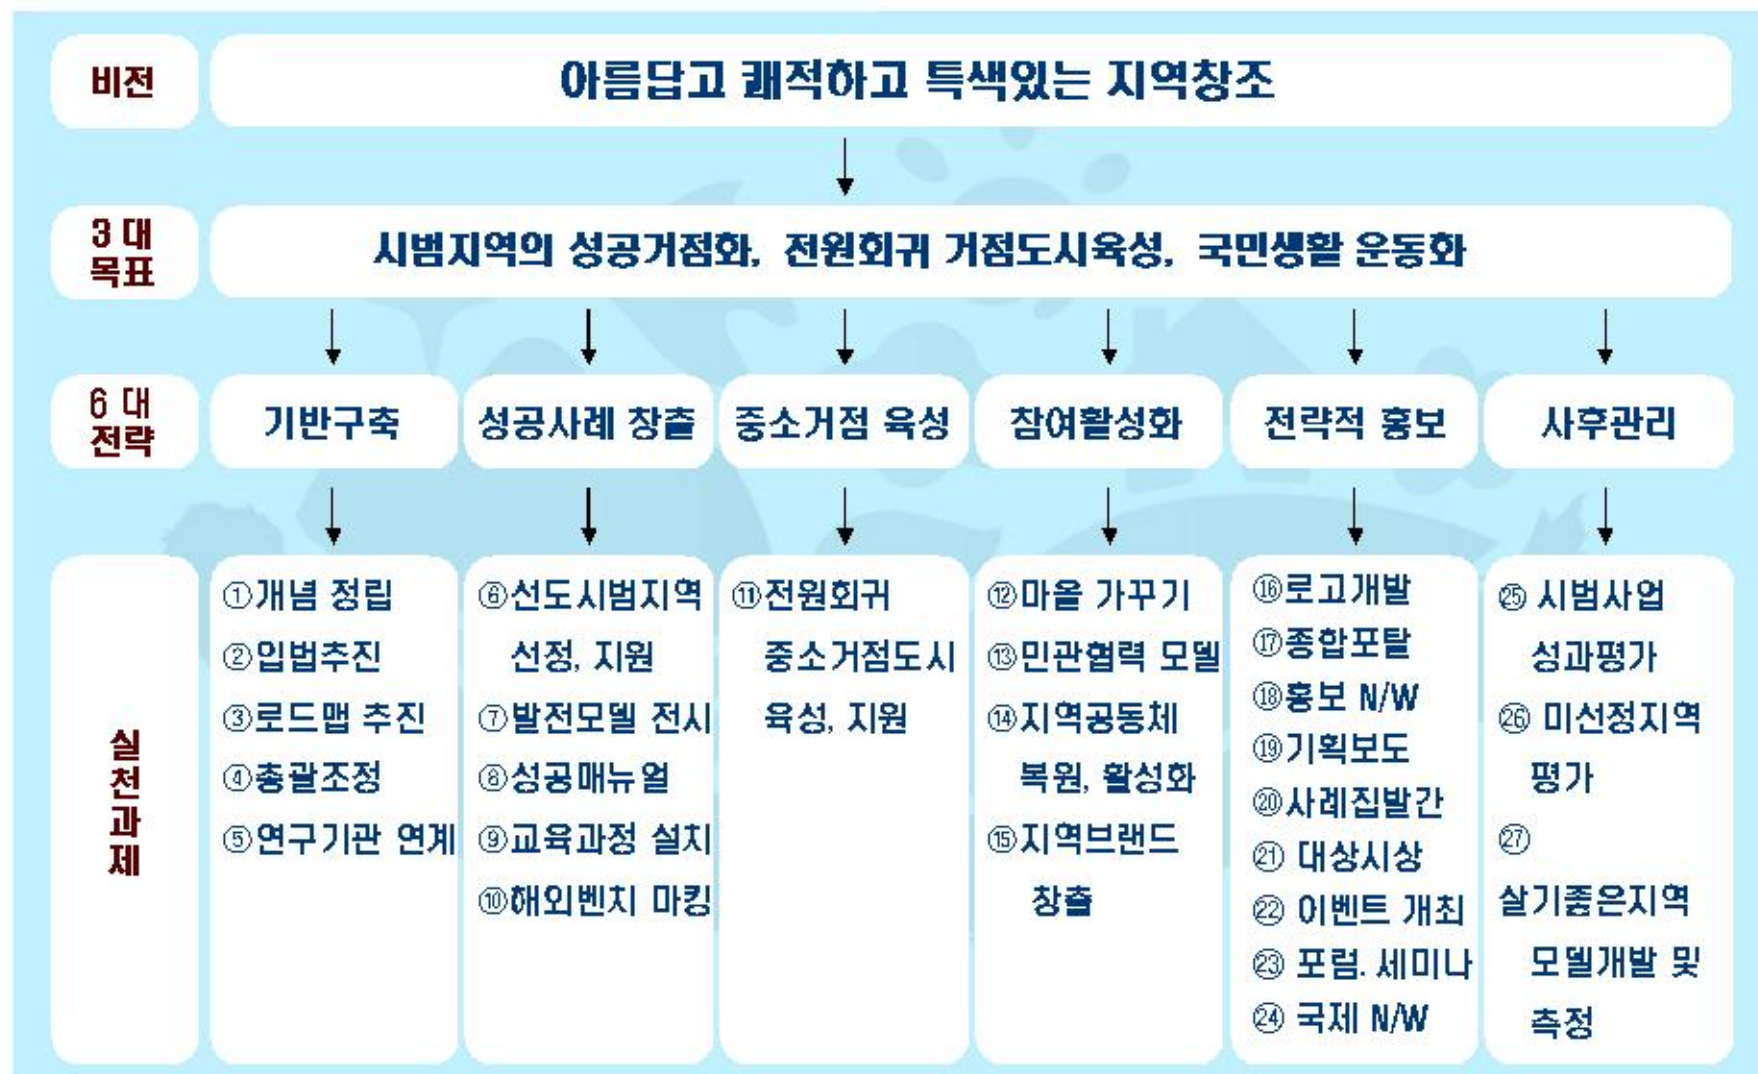 비전
아름답고 쾌적하고 특색있는 지역창조
3 대
목표
시범지역의 성공거점화, 전원회귀 거점도시육성, 국민생활 운동화
6 대
전략
기반구축
성공사례 창출
중소거점 육성
참여활성화
전략적 홍보
사후관리
실
천
과
제
①개념 정립
②입법추진
③로드맵 추진
④총괄조정
⑤연구기관 연계
⑥선도시범지역
선정, 지원
⑦발전모델 전시
⑧성공매뉴얼
⑨교육과정 설치
⑩해외벤치 마킹
⑪전원회귀
중소거점도시
육성, 지원
⑫마을 가꾸기
⑬민관협력 모델
⑭지역공동체
복원, 활성화
⑮지역브랜드
창출
⑯로고개발
⑰종합포탈
⑱홍보 N/W
⑲기획보도
⑳사례집발간
㉑ 대상시상
㉒ 이벤트 개최
㉓ 포럼. 세미나
㉔ 국제 N/W
㉕ 시범사업
성과평가
㉖ 미선정지역
평가
㉗
살기좋은지역
모델개발 및
측정